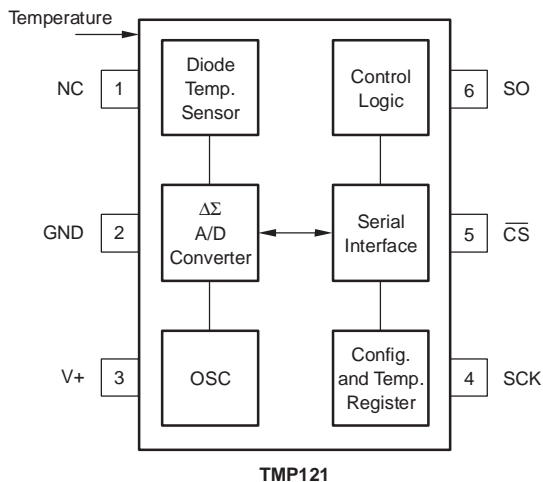 Temperature
NC
1
Diode
Temp.
Sensor
Control
Logic
6
SO
GND
2
ΔΣ
A/D
Converter
Serial
Interface
5
C̅S̅
V+
3
OSC
Config.
and Temp.
Register
4
SCK
TMP121